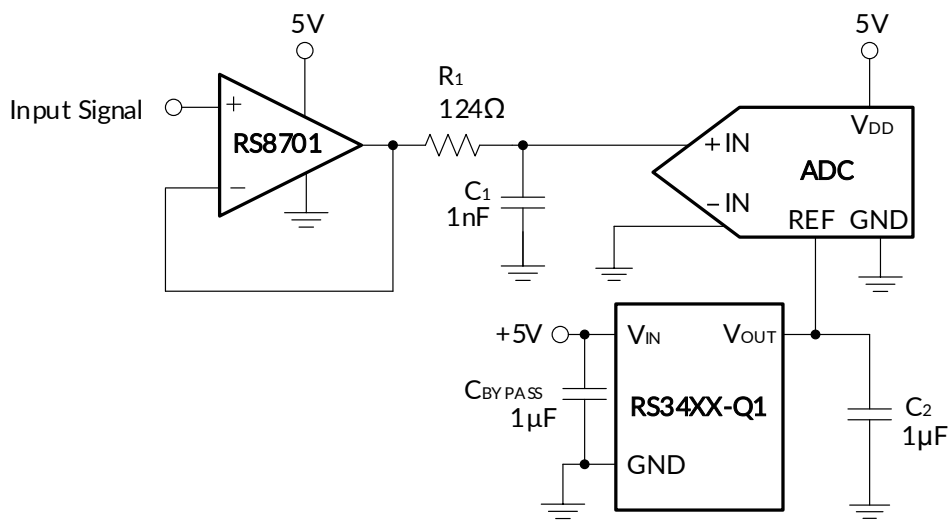 5V
Input Signal
+
RS8701
−
R1
124Ω
C1
1nF
5V
VDD
+ IN
ADC
− IN
REF
GND
+5V
VIN
VOUT
CBYPASS
1µF
RS34XX-Q1
GND
C2
1µF